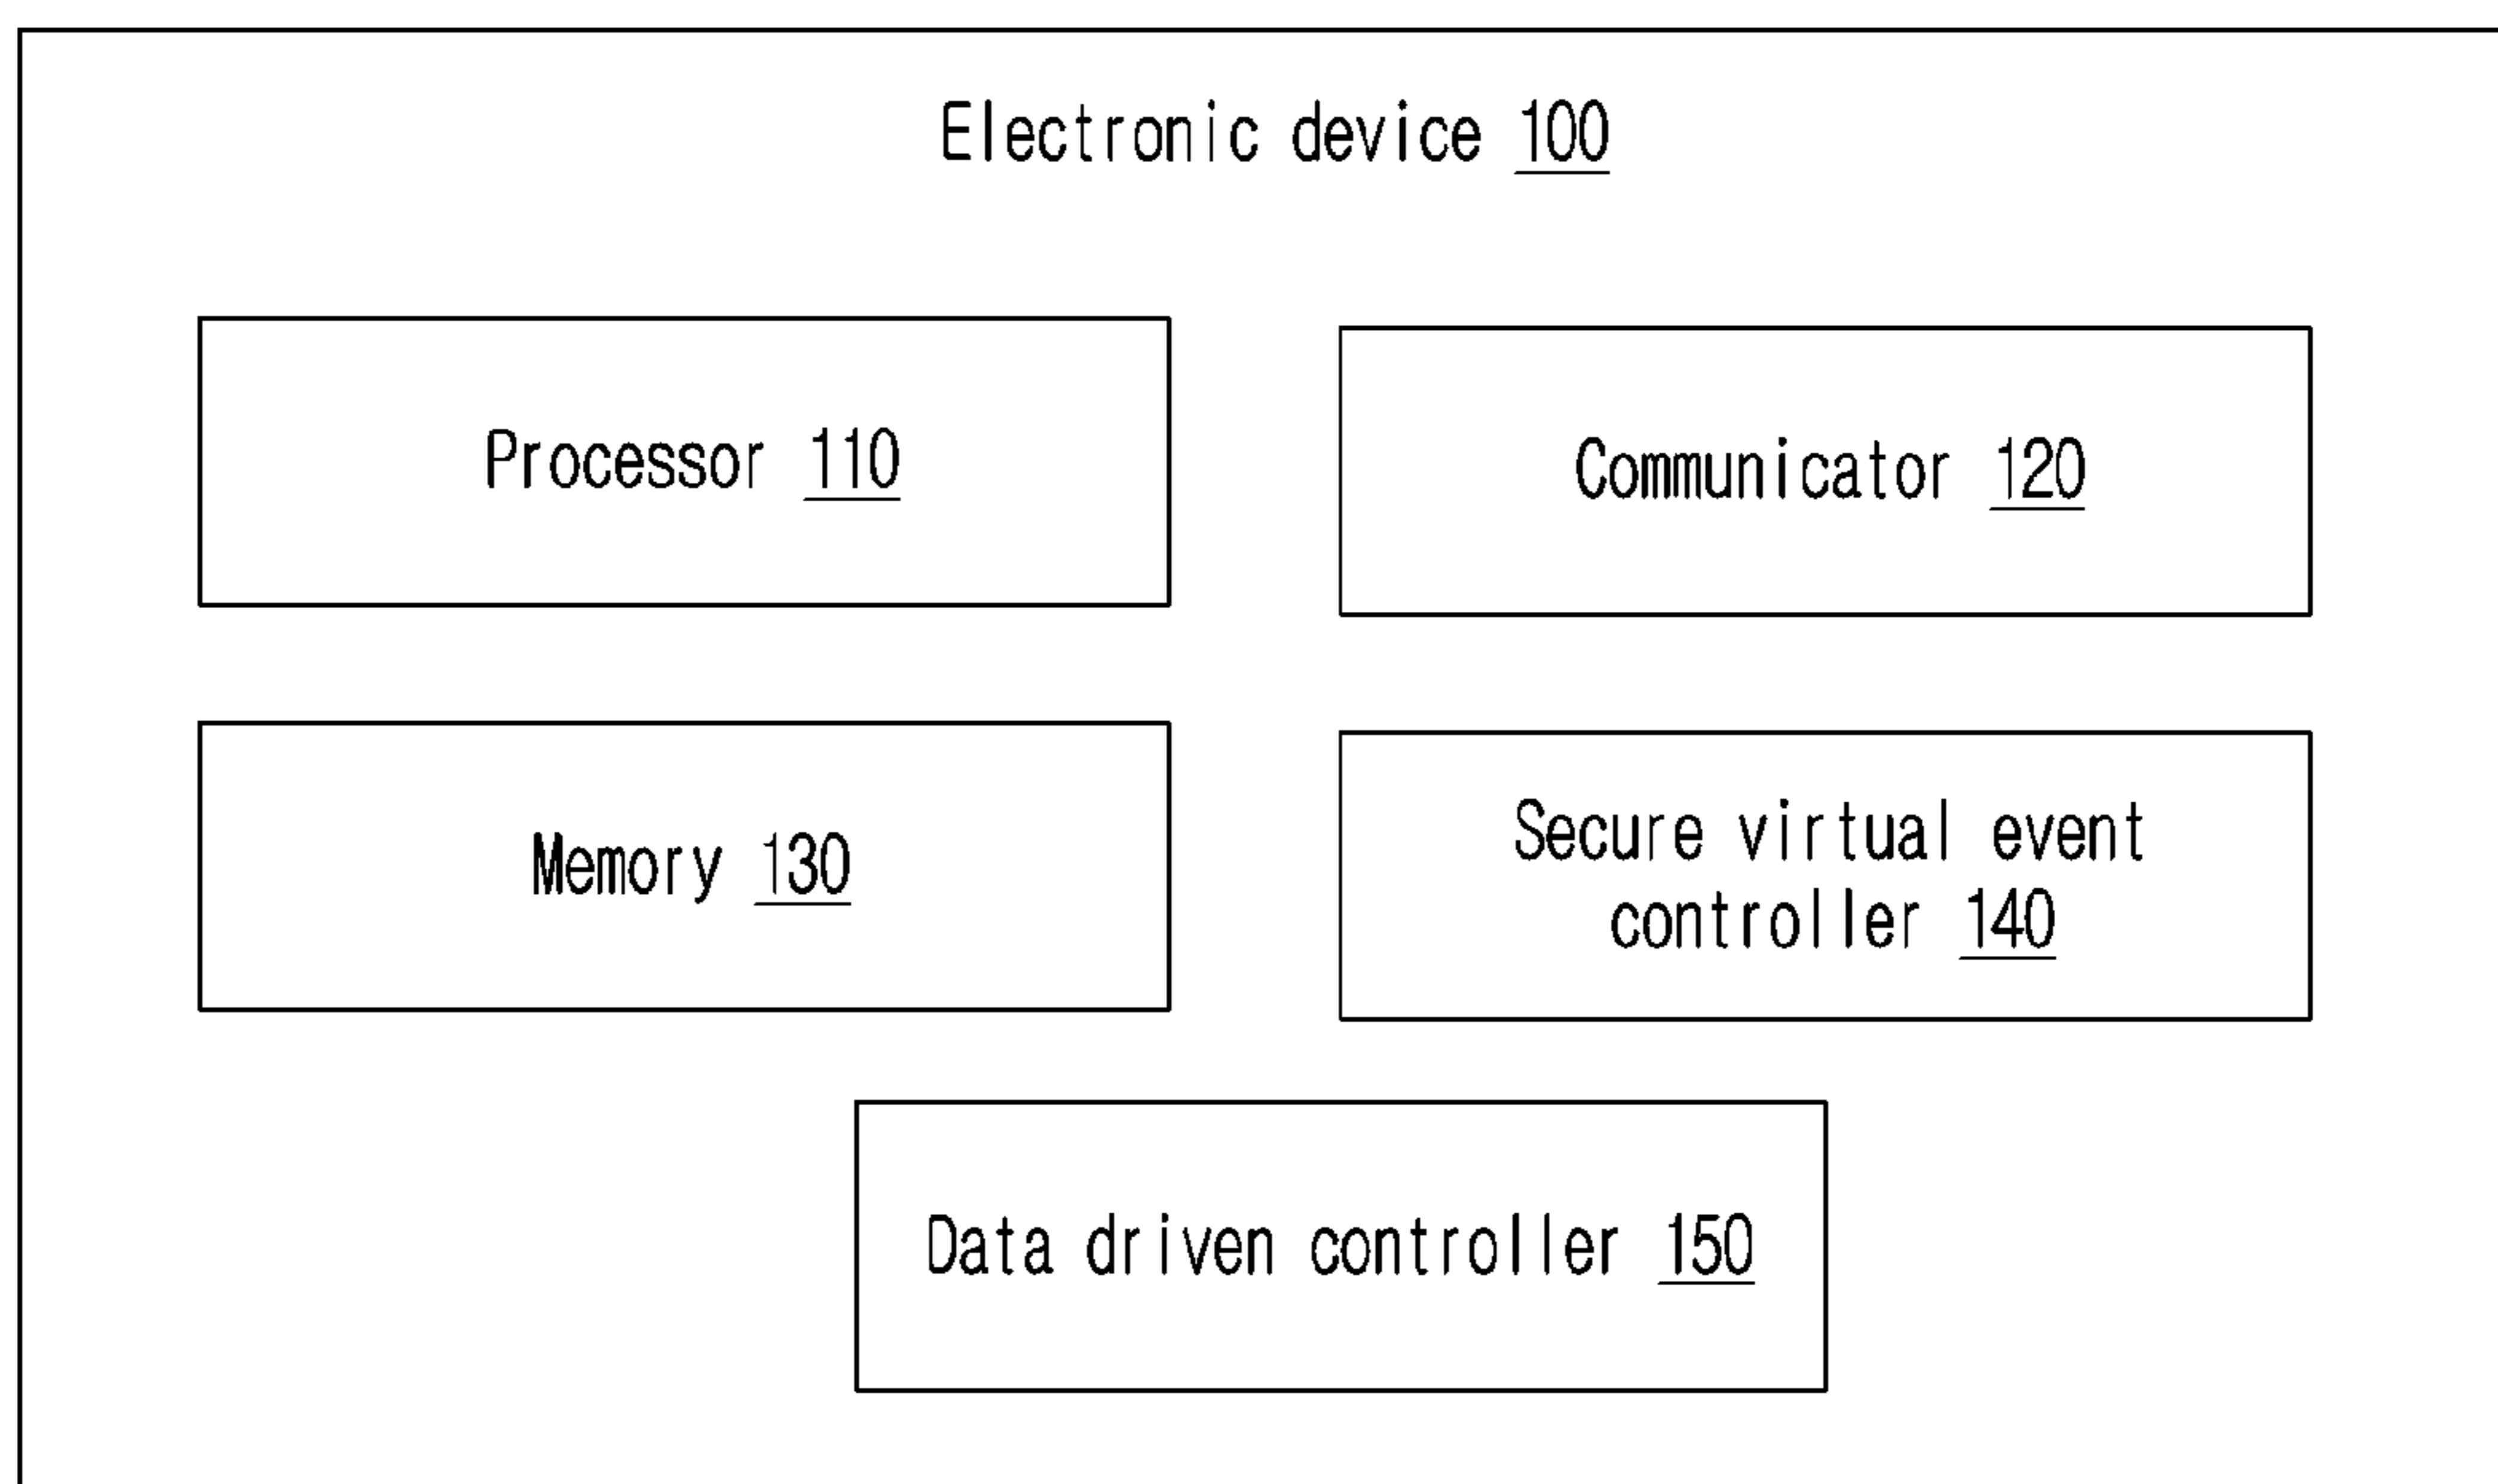 Electronic device 100
Processor 110
Communicator 120
Memory 130
Secure virtual event
controller 140
Data driven controller 150